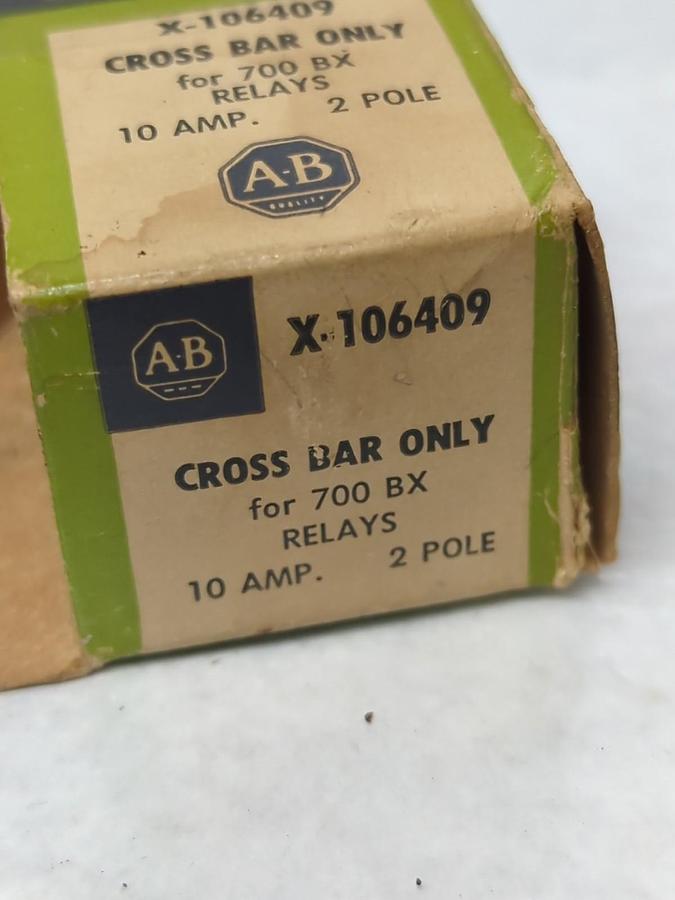 X-106409
CROSS BAR ONLY
for 700 BX
RELAYS
10 AMP. 2 POLE
A-B
QUALITY
A-B
X-106409
CROSS BAR ONLY
for 700 BX
RELAYS
10 AMP. 2 POLE